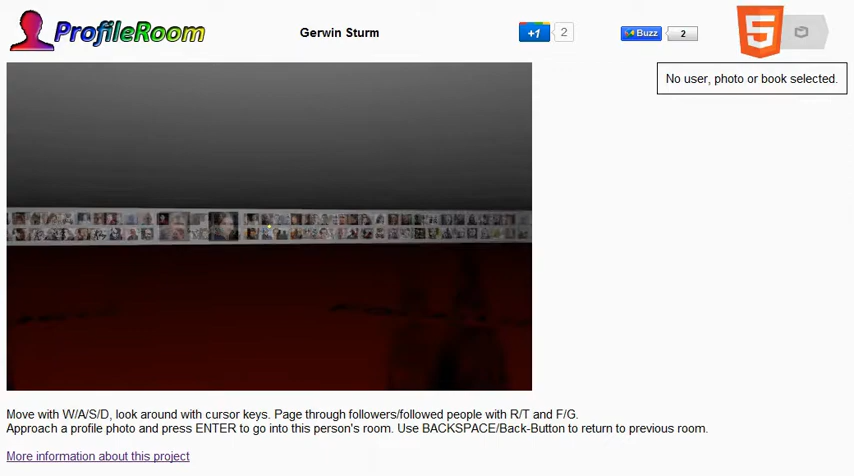 ProfileRoom
Gerwin Sturm
+1 2
Buzz 2
5
No user, photo or book selected.
Move with W/A/S/D, look around with cursor keys. Page through followers/followed people with R/T and F/G.
Approach a profile photo and press ENTER to go into this person's room. Use BACKSPACE/Back-Button to return to previous room.
More information about this project